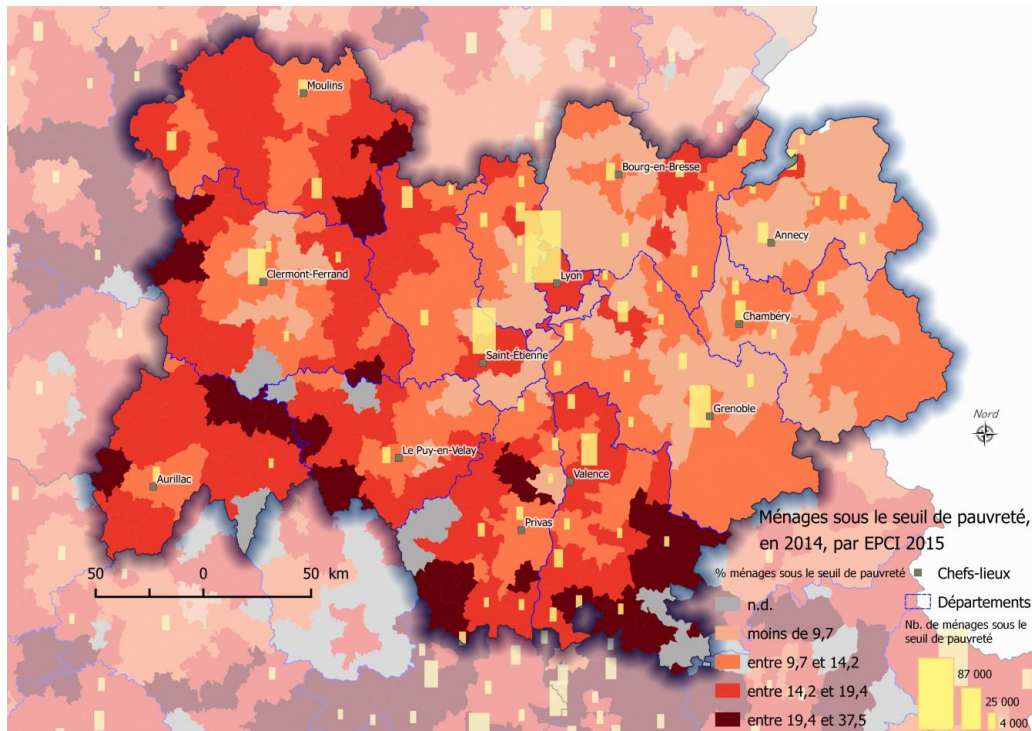 Moulins
Bourg-en-Bresse
Annecy
Clermont-Ferrand
Lyon
Chambéry
Saint-Étienne
Grenoble
Nord
Le Puy-en-Velay
Aurillac
Valence
Privas
Ménages sous le seuil de pauvreté,
en 2014, par EPCI 2015
50 0 50 km
% ménages sous le seuil de pauvreté
n.d.
moins de 9,7
entre 9,7 et 14,2
entre 14,2 et 19,4
entre 19,4 et 37,5
Chefs-lieux
Départements
Nb. de ménages sous le
seuil de pauvreté
87 000
25 000
4 000